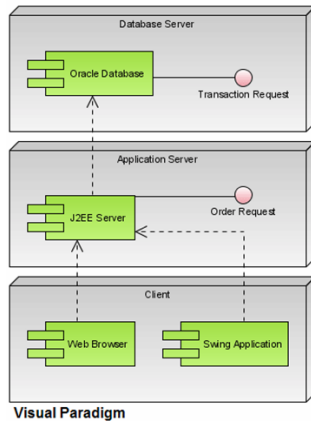 Database Server
Oracle Database
Transaction Request
Application Server
J2EE Server
Order Request
Client
Web Browser
Swing Application
Visual Paradigm